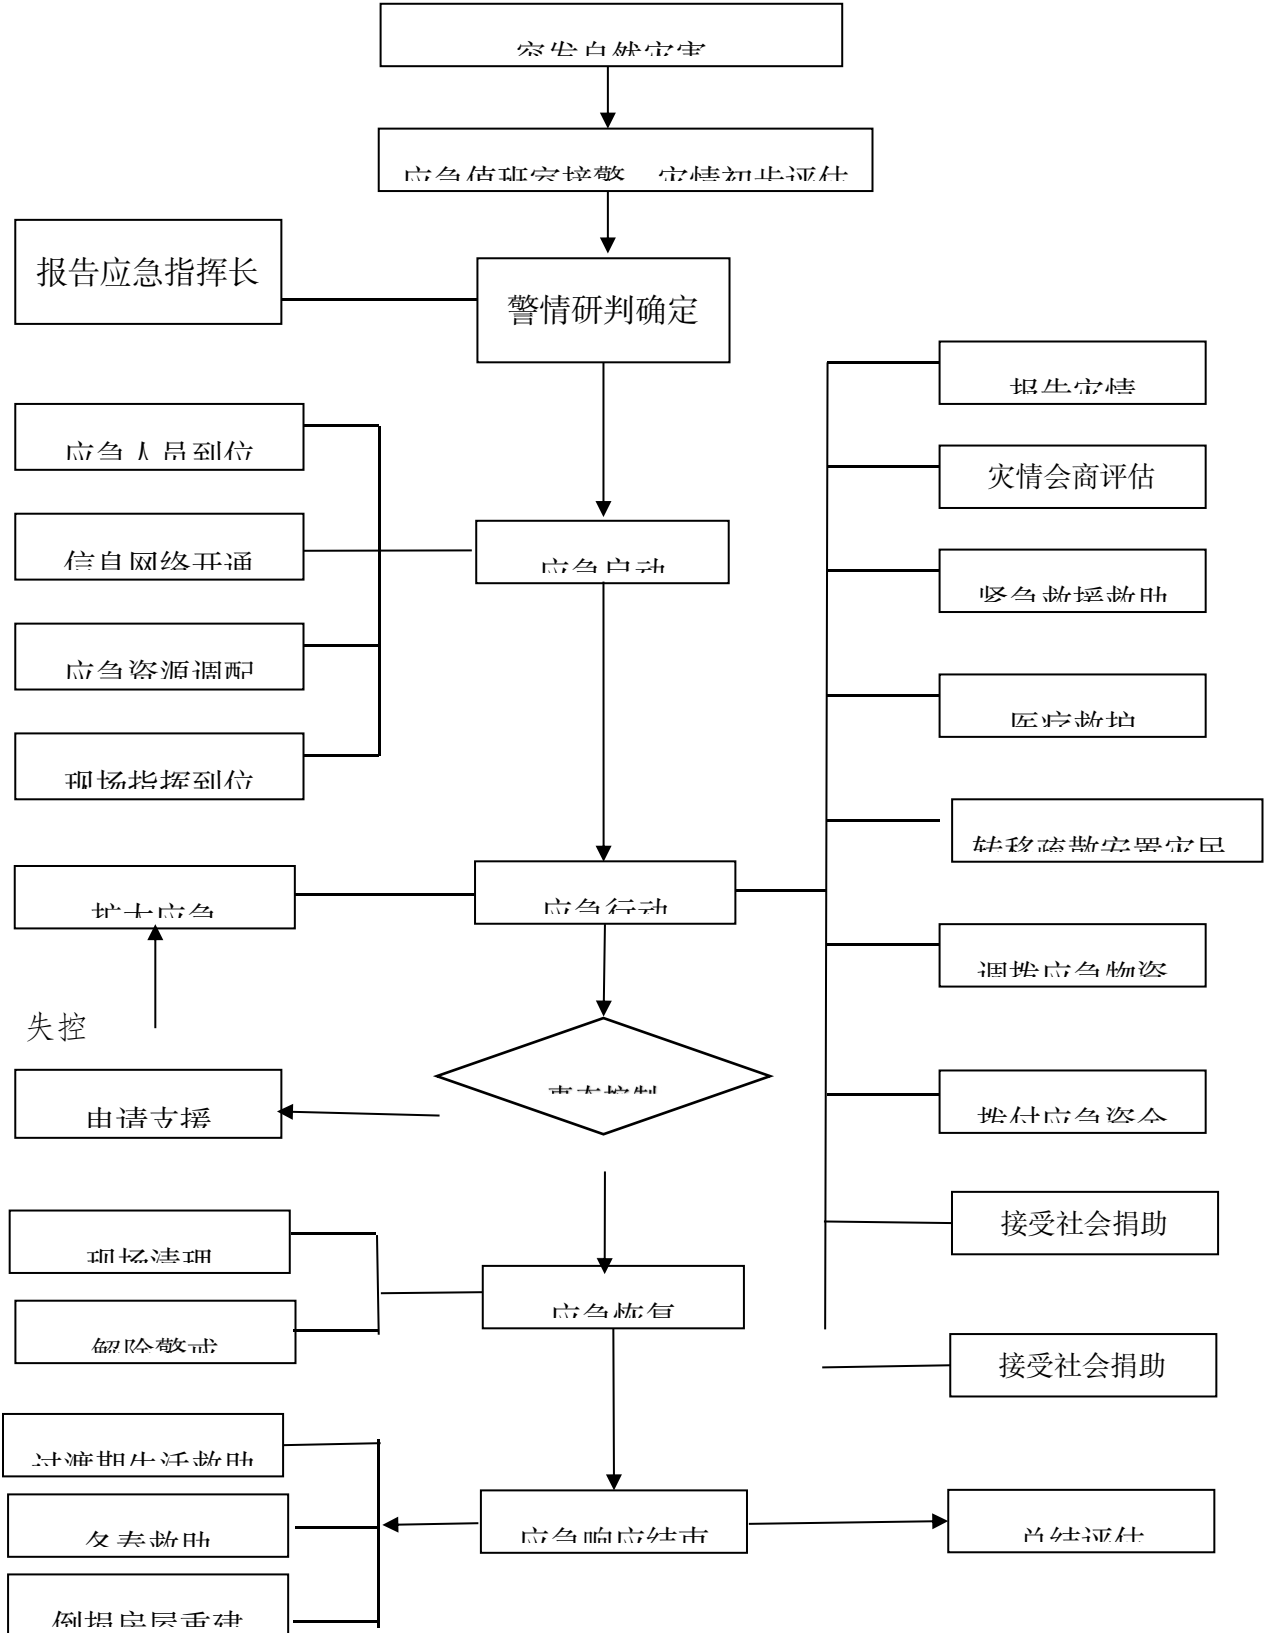 突发自然灾害
应急值班室接警、灾情初步评估
报告应急指挥长
警情研判确定
报告灾情
应急人员到位
灾情会商评估
信息网络开通
应急启动
紧急救援救助
应急资源调配
医疗救护
现场指挥到位
转移疏散安置灾民
扩大应急
应急行动
调拨应急物资
失控
事态控制
申请支援
拨付应急资金
现场清理
接受社会捐助
应急恢复
解除警戒
接受社会捐助
过渡期生活救助
冬春救助
应急响应结束
总结评估
倒损房屋重建